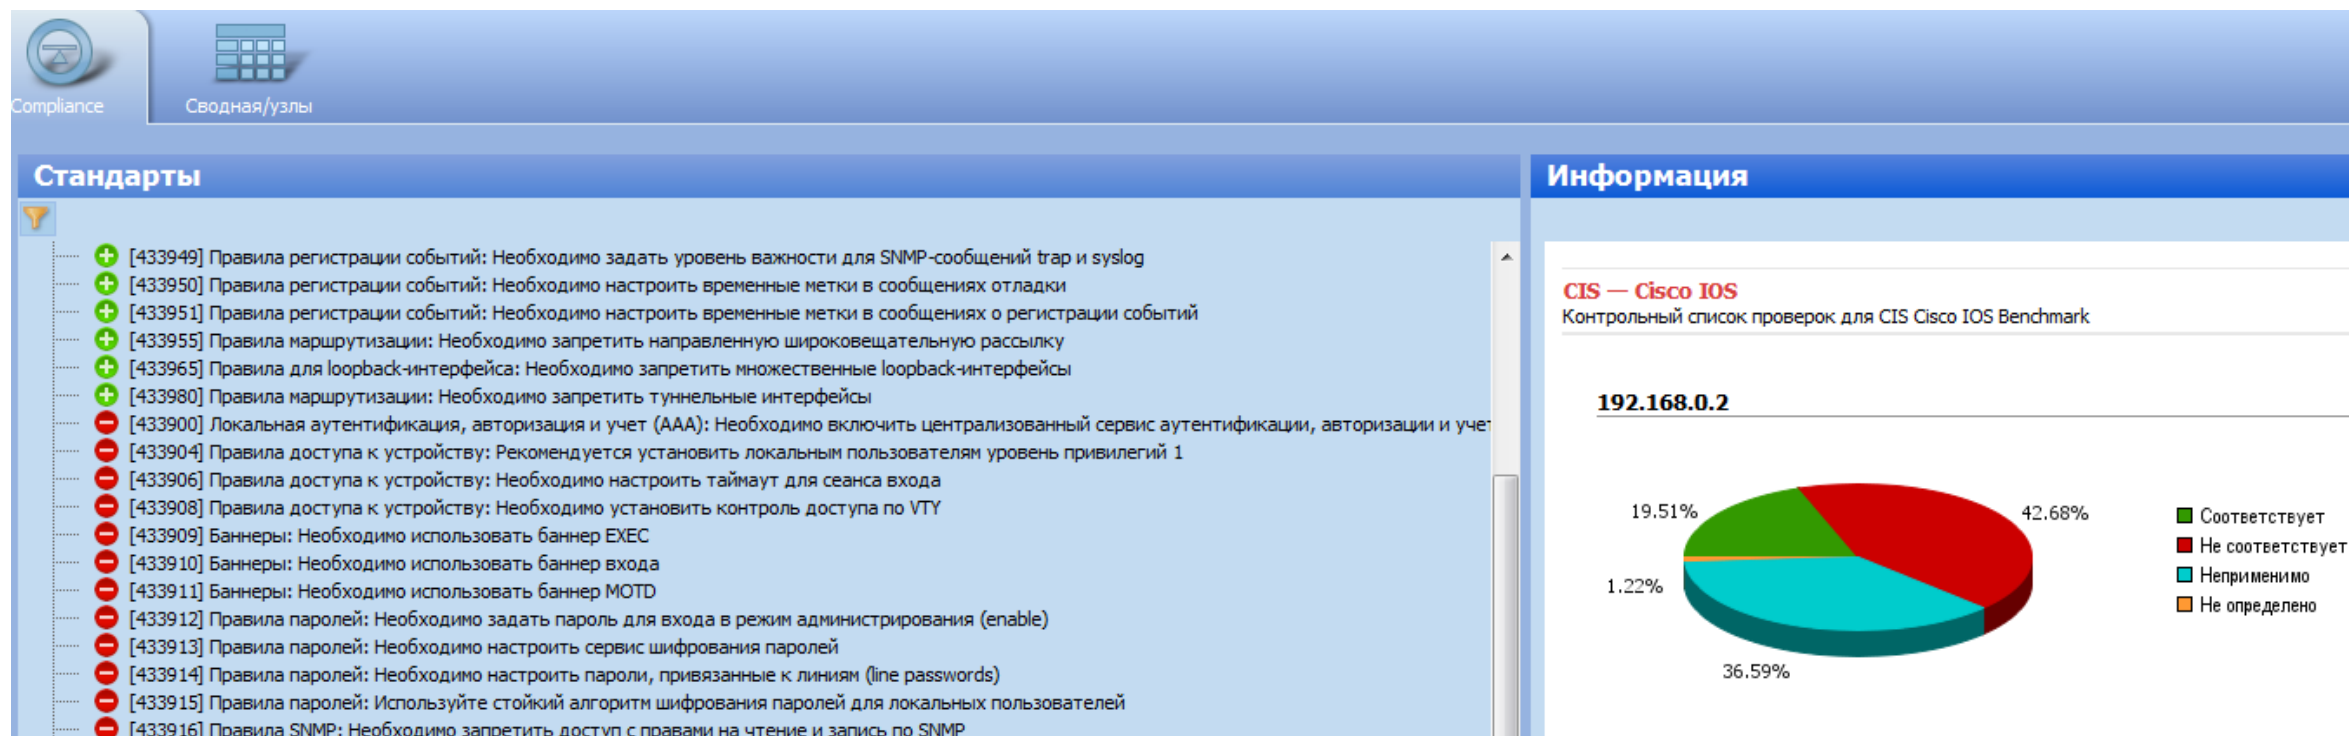 Compliance
Сводная/узлы
Стандарты
[433949] Правила регистрации событий: Необходимо задать уровень важности для SNMP-сообщений trap и syslog
[433950] Правила регистрации событий: Необходимо настроить временные метки в сообщениях отладки
[433951] Правила регистрации событий: Необходимо настроить временные метки в сообщениях о регистрации событий
[433955] Правила маршрутизации: Необходимо запретить направленную широковещательную рассылку
[433965] Правила для loopback-интерфейса: Необходимо запретить множественные loopback-интерфейсы
[433980] Правила маршрутизации: Необходимо запретить туннельные интерфейсы
[433900] Локальная аутентификация, авторизация и учет (AAA): Необходимо включить централизованный сервис аутентификации, авторизации и учет
[433904] Правила доступа к устройству: Рекомендуется установить локальным пользователям уровень привилегий 1
[433906] Правила доступа к устройству: Необходимо настроить таймаут для сеанса входа
[433908] Правила доступа к устройству: Необходимо установить контроль доступа по VTY
[433909] Баннеры: Необходимо использовать баннер EXEC
[433910] Баннеры: Необходимо использовать баннер входа
[433911] Баннеры: Необходимо использовать баннер MOTD
[433912] Правила паролей: Необходимо задать пароль для входа в режим администрирования (enable)
[433913] Правила паролей: Необходимо настроить сервис шифрования паролей
[433914] Правила паролей: Необходимо настроить пароли, привязанные к линиям (line passwords)
[433915] Правила паролей: Используйте стойкий алгоритм шифрования паролей для локальных пользователей
[433916] Правила SNMP: Необходимо запретить доступ с правами на чтение и запись по SNMP
Информация
CIS — Cisco IOS
Контрольный список проверок для CIS Cisco IOS Benchmark
192.168.0.2
19.51%
42.68%
1.22%
36.59%
Соответствует
Не соответствует
Неприменимо
Не определено